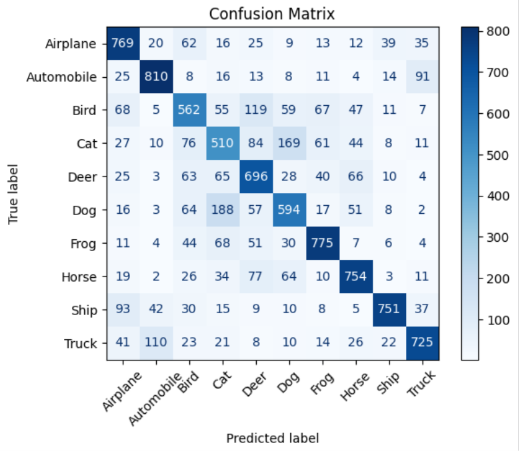 Confusion Matrix
True label
Airplane 769 20 62 16 25 9 13 12 39 35
Automobile 25 810 8 16 13 8 11 4 14 91
Bird 68 5 562 55 119 59 67 47 11 7
Cat 27 10 76 510 84 169 61 44 8 11
Deer 25 3 63 65 696 28 40 66 10 4
Dog 16 3 64 188 57 594 17 51 8 2
Frog 11 4 44 68 51 30 775 7 6 4
Horse 19 2 26 34 77 64 10 754 3 11
Ship 93 42 30 15 9 10 8 5 751 37
Truck 41 110 23 21 8 10 14 26 22 725
Airplane Automobile Bird Cat Deer Dog Frog Horse Ship Truck
Predicted label
800
700
600
500
400
300
200
100